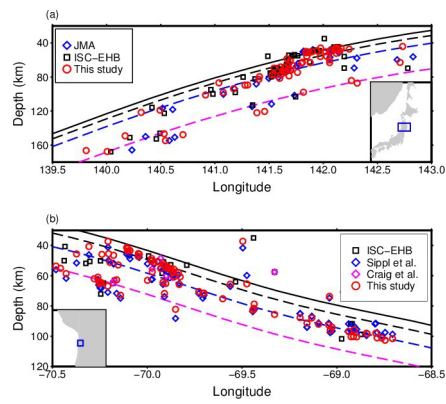 (a)
JMA
ISC−EHB
This study
Depth (km)
40
80
120
160
139.5 140.0 140.5 141.0 141.5 142.0 142.5 143.0
Longitude
(b)
ISC−EHB
Sippl et al.
Craig et al.
This study
Depth (km)
40
60
80
100
120
−70.5 −70.0 −69.5 −69.0 −68.5
Longitude